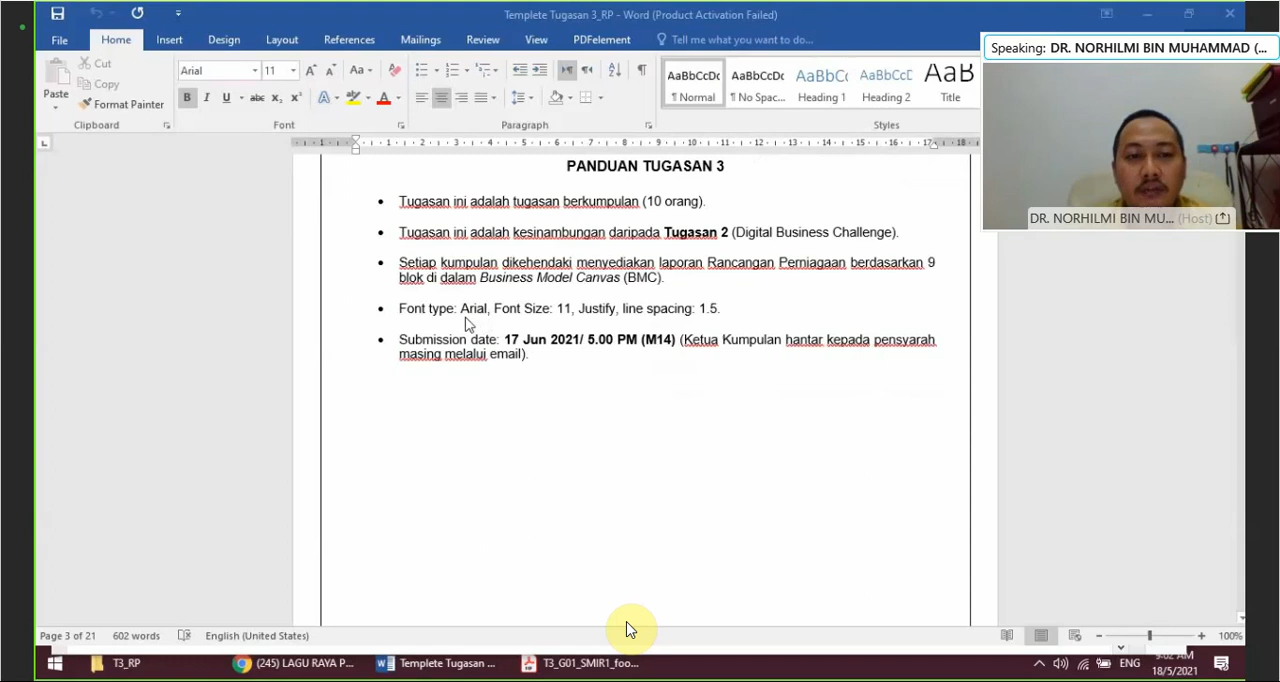 Templete Tugasan 3_RP - Word (Product Activation Failed)
File Home Insert Design Layout References Mailings Review View PDFelement Tell me what you want to do...
Speaking: DR. NORHILMI BIN MUHAMMAD (...
Paste
Cut
Copy
Format Painter
Arial 11
AaBbCcDc AaBbCcDc AaBbCc AaBbCcD AaB
¶ Normal ¶ No Spac... Heading 1 Heading 2 Title
Clipboard Font Paragraph Styles
DR. NORHILMI BIN MU... (Host)
PANDUAN TUGASAN 3
• Tugasan ini adalah tugasan berkumpulan (10 orang).
• Tugasan ini adalah kesinambungan daripada Tugasan 2 (Digital Business Challenge).
• Setiap kumpulan dikehendaki menyediakan laporan Rancangan Perniagaan berdasarkan 9
blok di dalam Business Model Canvas (BMC).
• Font type: Arial, Font Size: 11, Justify, line spacing: 1.5.
• Submission date: 17 Jun 2021/ 5.00 PM (M14) (Ketua Kumpulan hantar kepada pensyarah
masing melalui email).
Page 3 of 21 602 words English (United States) 100%
T3_RP (245) LAGU RAYA P... Templete Tugasan ... T3_G01_SMIR1_foo... ENG
18/5/2021